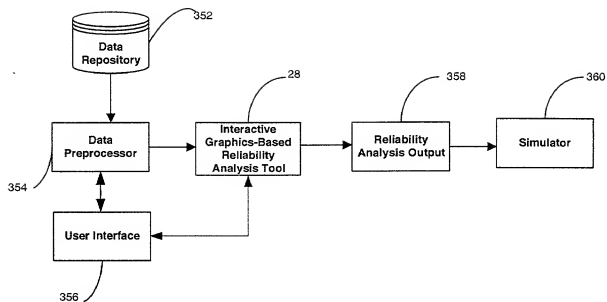 352
Data
Repository
28
358
360
Data
Preprocessor
Interactive
Graphics-Based
Reliability
Analysis Tool
Reliability
Analysis Output
Simulator
354
User Interface
356